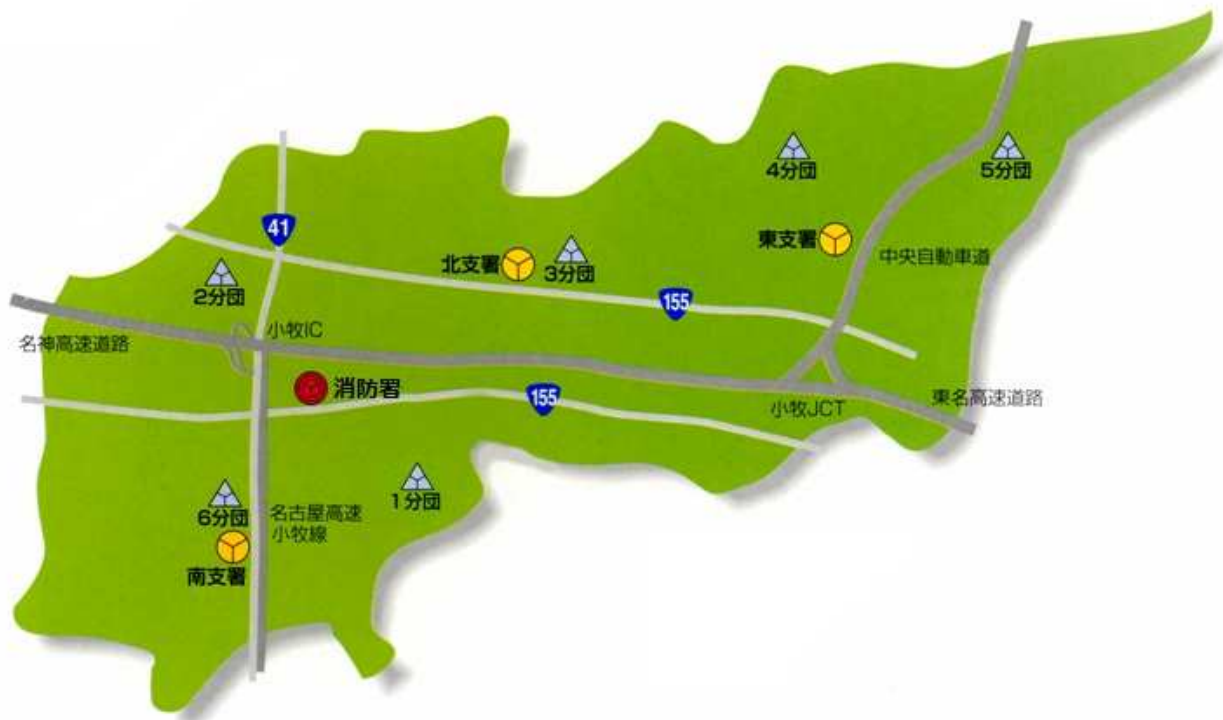 4分団
5分団
41
東支署
北支署
3分団
中央自動車道
2分団
155
小牧IC
名神高速道路
消防署
155
小牧JCT
東名高速道路
1分団
6分団
名古屋高速
小牧線
南支署